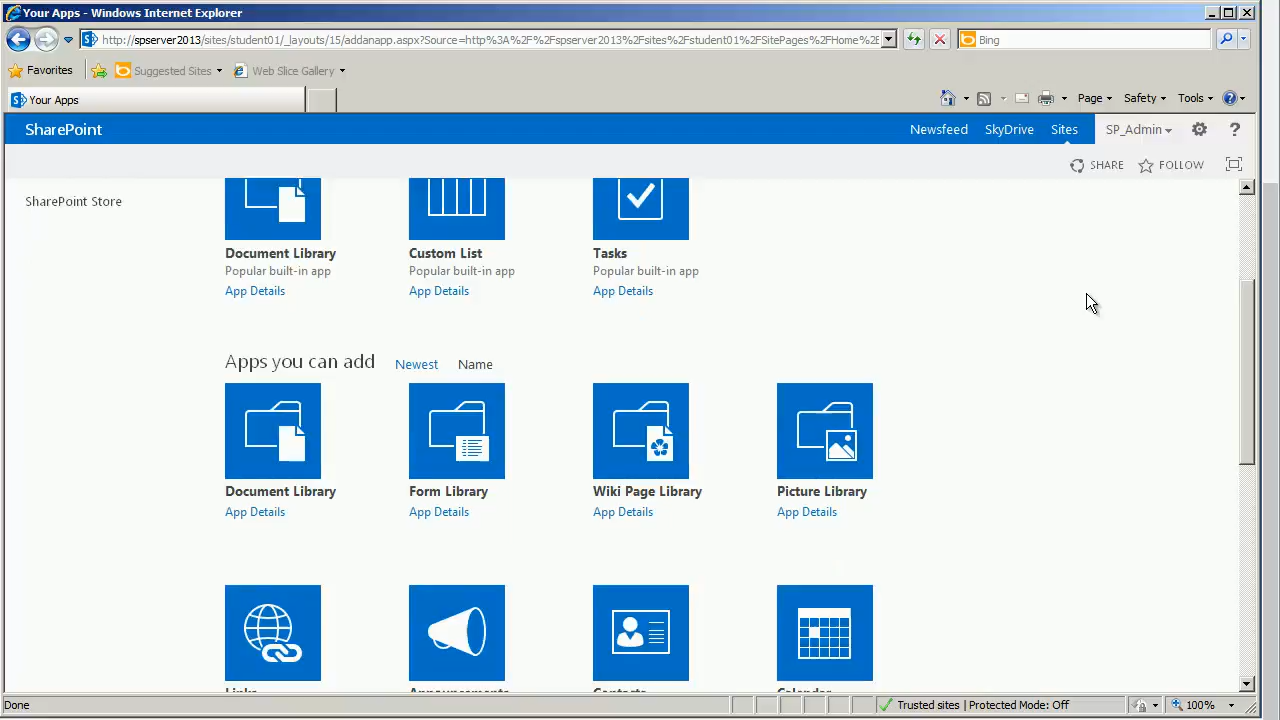 Your Apps - Windows Internet Explorer
http://spserver2013/sites/student01/_layouts/15/addanapp.aspx?Source=http%3A%2F%2Fspserver2013%2Fsites%2Fstudent01%2FSitePages%2FHome%2E
Bing
Favorites
Suggested Sites
Web Slice Gallery
Your Apps
Page
Safety
Tools
SharePoint
Newsfeed
SkyDrive
Sites
SP_Admin
SHARE
FOLLOW
SharePoint Store
Document Library
Custom List
Tasks
Popular built-in app
Popular built-in app
Popular built-in app
App Details
App Details
App Details
Apps you can add
Newest
Name
Document Library
Form Library
Wiki Page Library
Picture Library
App Details
App Details
App Details
App Details
Links
Announcements
Contacts
Calendar
Done
Trusted sites | Protected Mode: Off
100%